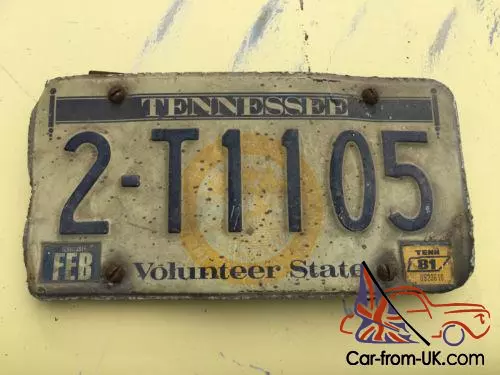 TENNESSEE
2-T1105
FEB
Volunteer State
TENN
81
Car-from-UK.com